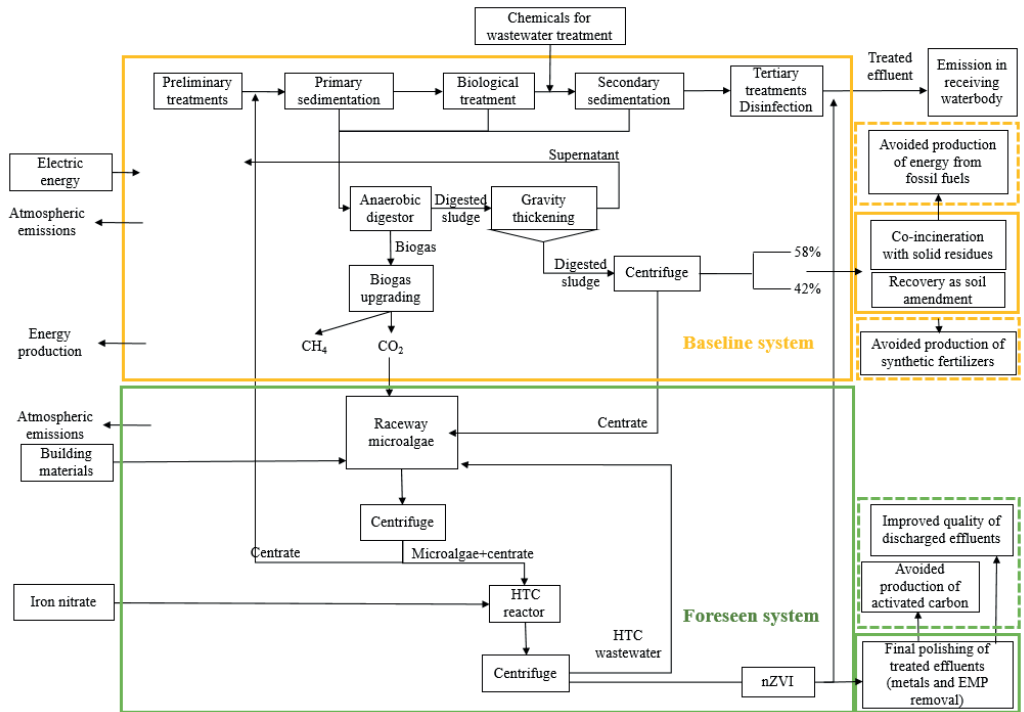 Chemicals for
wastewater treatment
Preliminary
treatments
Primary
sedimentation
Biological
treatment
Secondary
sedimentation
Tertiary
treatments
Disinfection
Treated
effluent
Emission in
receiving
waterbody
Electric
energy
Atmospheric
emissions
Energy
production
Supernatant
Anaerobic
digestor
Digested
sludge
Gravity
thickening
Biogas
Biogas
upgrading
CH₄
CO₂
Digested
sludge
Centrifuge
58%
42%
Baseline system
Avoided production
of energy from
fossil fuels
Co-incineration
with solid residues
Recovery as soil
amendment
Avoided production of
synthetic fertilizers
Atmospheric
emissions
Building
materials
Raceway
microalgae
Centrate
Centrifuge
Centrate
Microalgae+centrate
Iron nitrate
HTC
reactor
HTC
wastewater
Centrifuge
nZVI
Foreseen system
Improved quality of
discharged effluents
Avoided
production of
activated carbon
Final polishing of
treated effluents
(metals and EMP
removal)